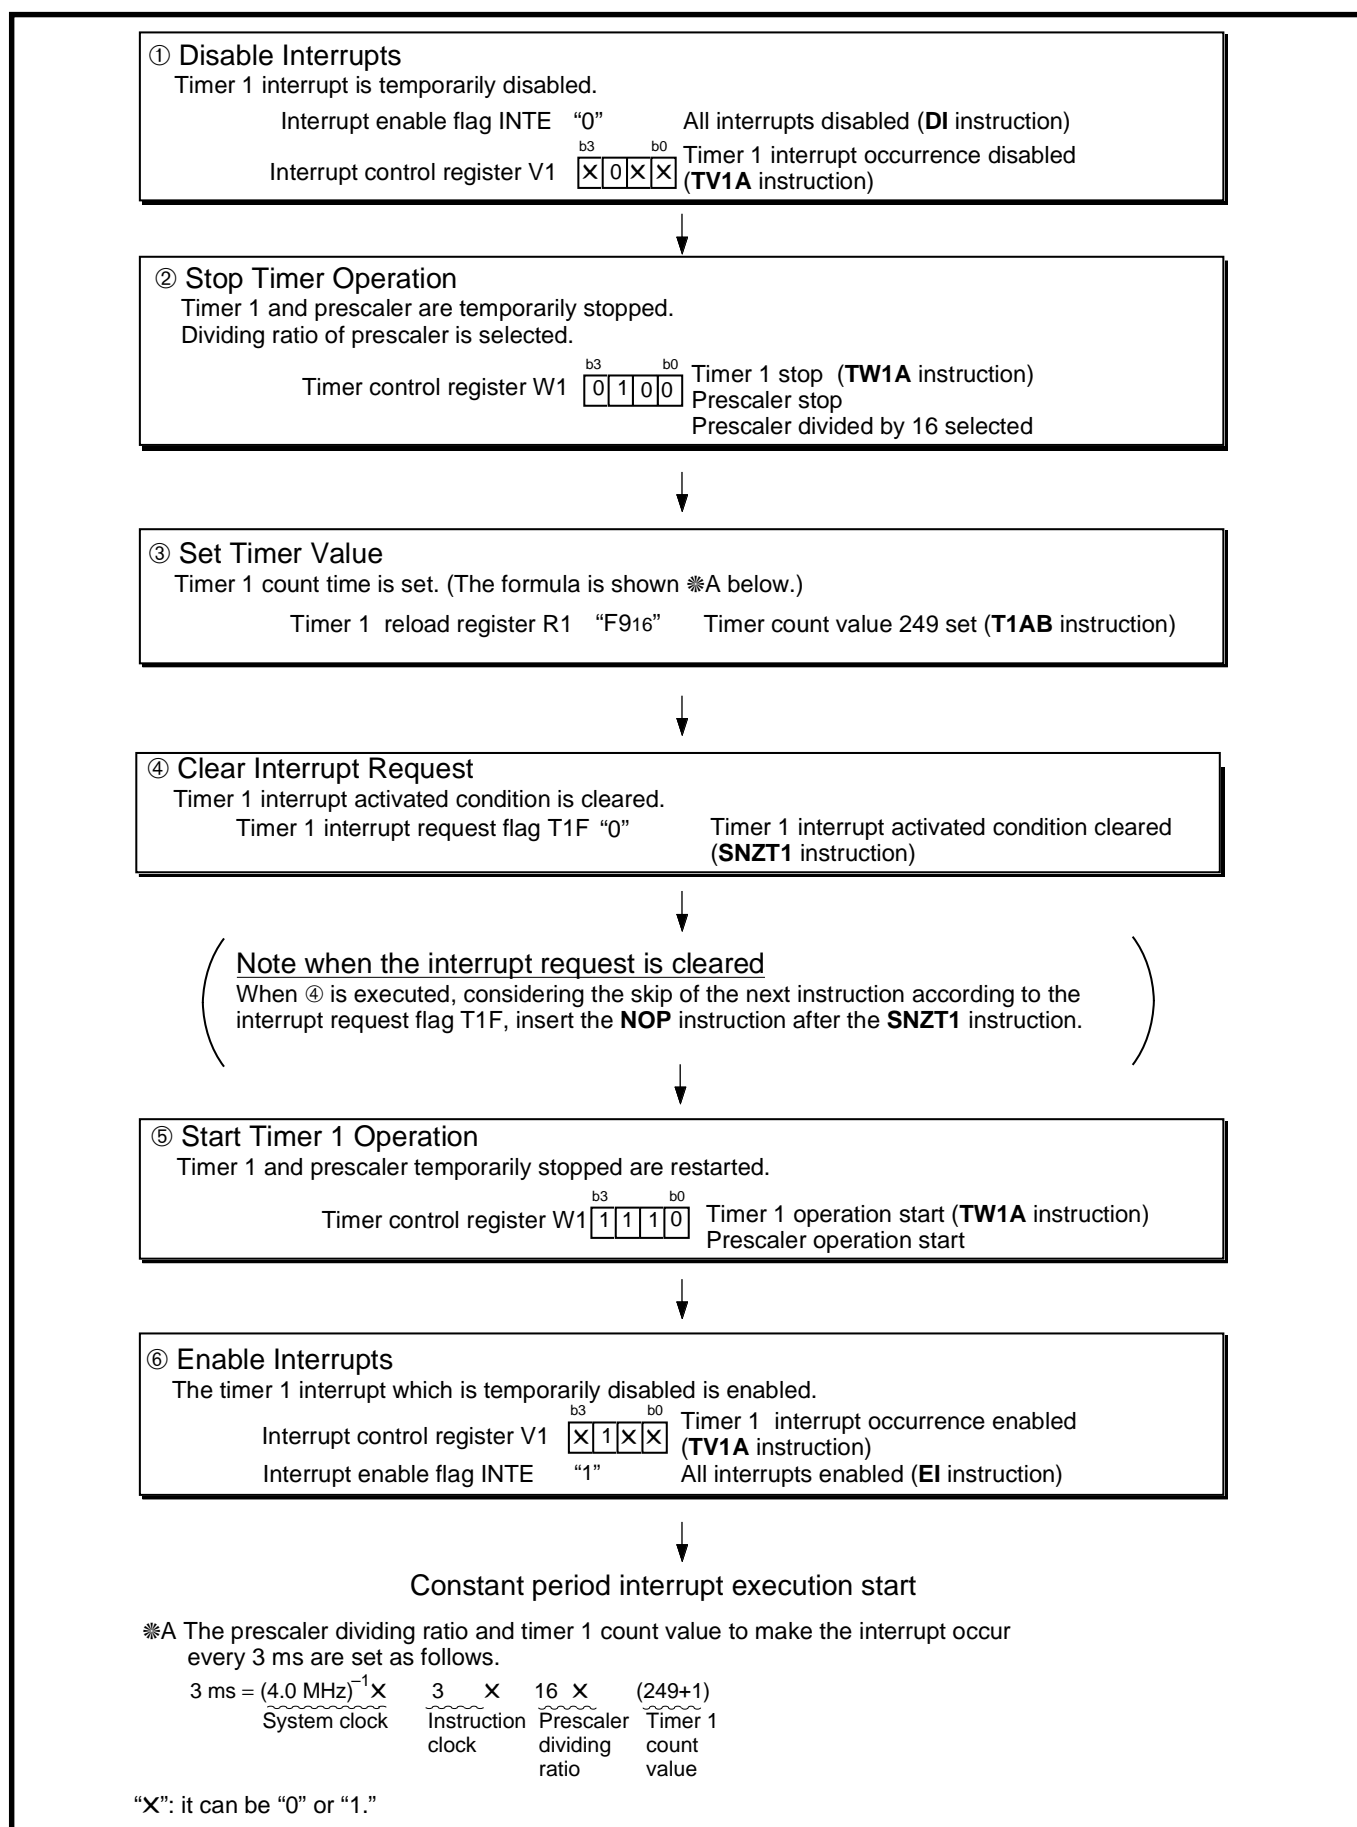 ① Disable Interrupts
Timer 1 interrupt is temporarily disabled.
Interrupt enable flag INTE “0” All interrupts disabled (DI instruction)
b3 b0
Interrupt control register V1 ✕ 0 ✕ ✕ Timer 1 interrupt occurrence disabled
(TV1A instruction)
② Stop Timer Operation
Timer 1 and prescaler are temporarily stopped.
Dividing ratio of prescaler is selected.
b3 b0
Timer control register W1 0 1 0 0 Timer 1 stop (TW1A instruction)
Prescaler stop
Prescaler divided by 16 selected
③ Set Timer Value
Timer 1 count time is set. (The formula is shown ❋A below.)
Timer 1 reload register R1 “F916” Timer count value 249 set (T1AB instruction)
④ Clear Interrupt Request
Timer 1 interrupt activated condition is cleared.
Timer 1 interrupt request flag T1F “0” Timer 1 interrupt activated condition cleared
(SNZT1 instruction)
Note when the interrupt request is cleared
When ④ is executed, considering the skip of the next instruction according to the
interrupt request flag T1F, insert the NOP instruction after the SNZT1 instruction.
⑤ Start Timer 1 Operation
Timer 1 and prescaler temporarily stopped are restarted.
b3 b0
Timer control register W1 1 1 1 0 Timer 1 operation start (TW1A instruction)
Prescaler operation start
⑥ Enable Interrupts
The timer 1 interrupt which is temporarily disabled is enabled.
b3 b0
Interrupt control register V1 ✕ 1 ✕ ✕ Timer 1 interrupt occurrence enabled
(TV1A instruction)
Interrupt enable flag INTE “1” All interrupts enabled (EI instruction)
Constant period interrupt execution start
❋A The prescaler dividing ratio and timer 1 count value to make the interrupt occur
every 3 ms are set as follows.
3 ms = (4.0 MHz)⁻¹ ✕ 3 ✕ 16 ✕ (249+1)
System clock Instruction Prescaler Timer 1
clock dividing count
ratio value
“✕”: it can be “0” or “1.”